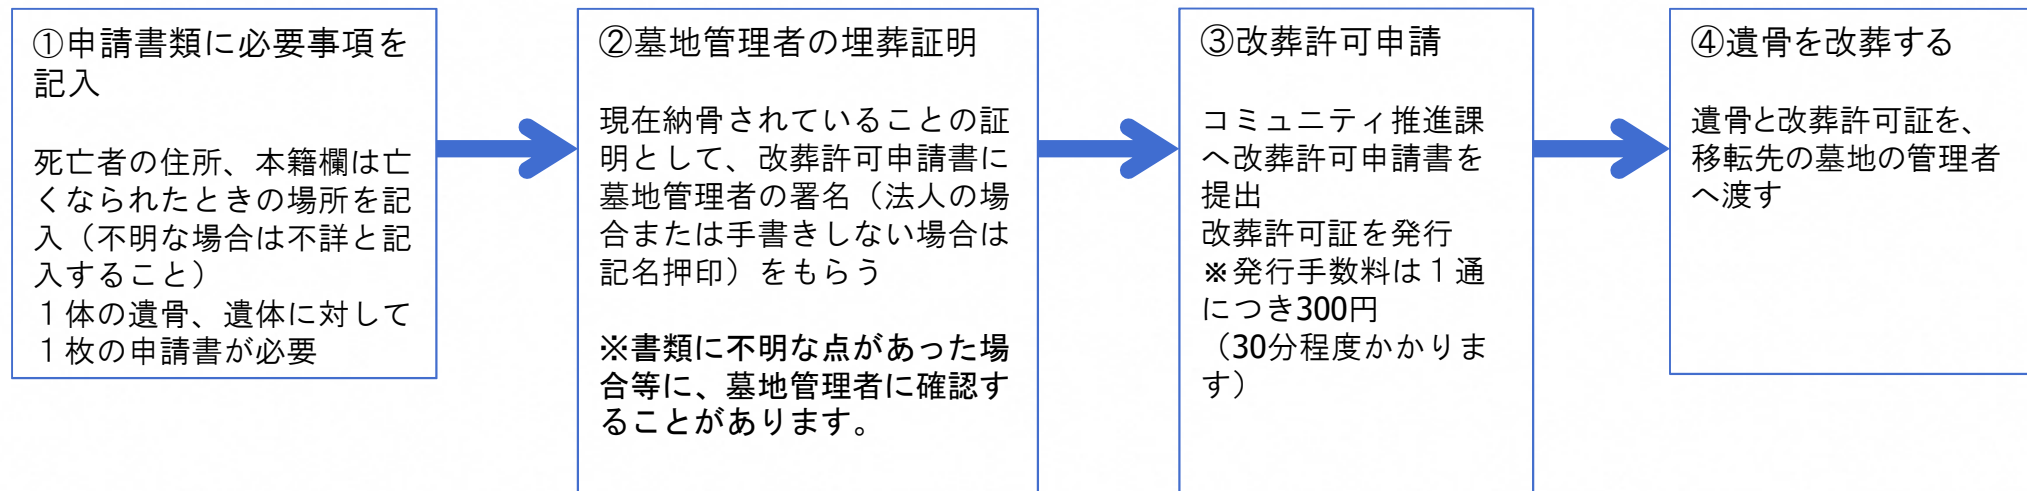 ①申請書類に必要事項を
記入
死亡者の住所、本籍欄は亡
くなられたときの場所を記
入（不明な場合は不詳と記
入すること）
１体の遺骨、遺体に対して
１枚の申請書が必要
②墓地管理者の埋葬証明
現在納骨されていることの証
明として、改葬許可申請書に
墓地管理者の署名（法人の場
合または手書きしない場合は
記名押印）をもらう
※書類に不明な点があった場
合等に、墓地管理者に確認す
ることがあります。
③改葬許可申請
コミュニティ推進課
へ改葬許可申請書を
提出
改葬許可証を発行
※発行手数料は１通
につき300円
（30分程度かかりま
す）
④遺骨を改葬する
遺骨と改葬許可証を、
移転先の墓地の管理者
へ渡す